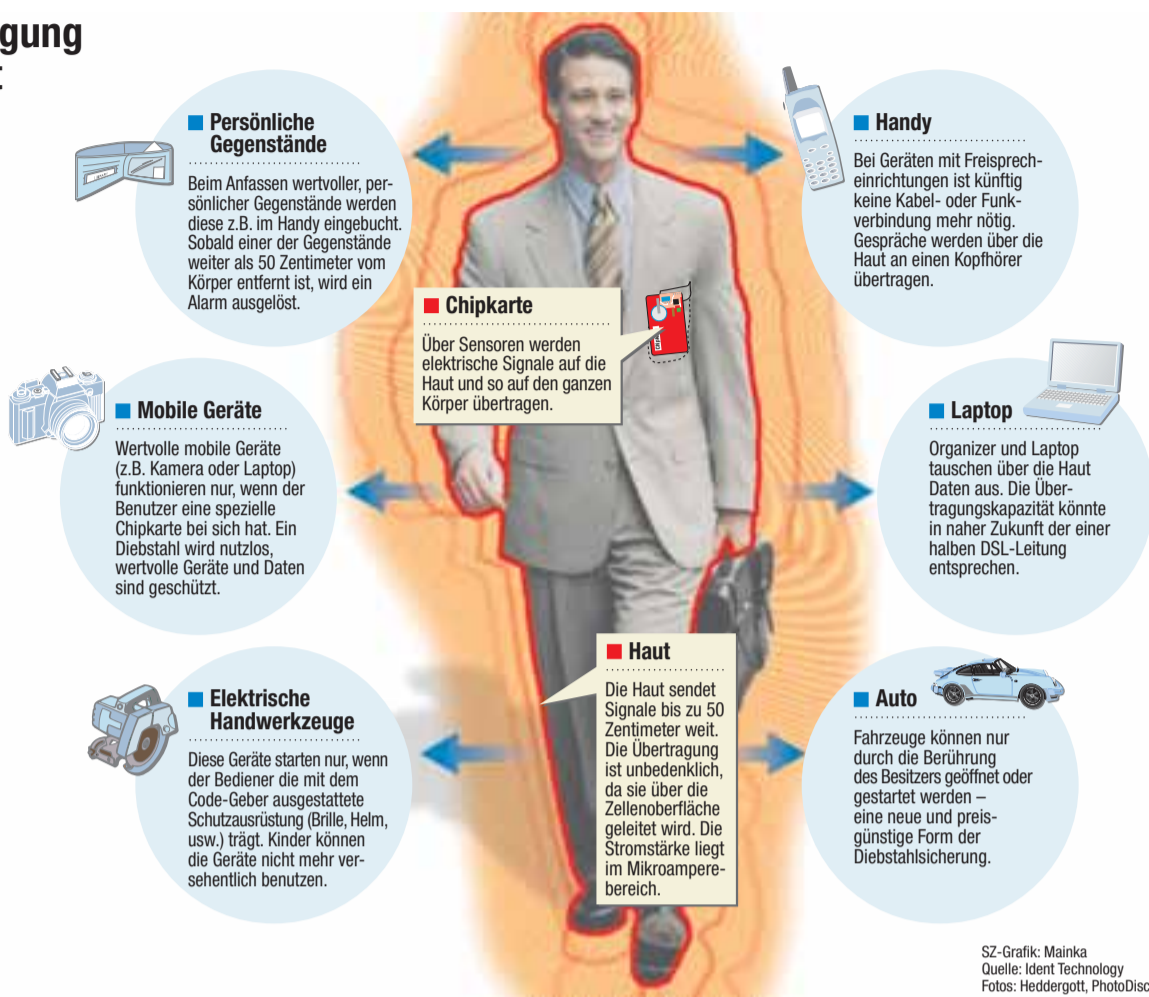 gung
■ Persönliche
Gegenstände
Beim Anfassen wertvoller, per-
sönlicher Gegenstände werden
diese z.B. im Handy eingebucht.
Sobald einer der Gegenstände
weiter als 50 Zentimeter vom
Körper entfernt ist, wird ein
Alarm ausgelöst.
■ Handy
Bei Geräten mit Freisprech-
einrichtungen ist künftig
keine Kabel- oder Funk-
verbindung mehr nötig.
Gespräche werden über die
Haut an einen Kopfhörer
übertragen.
■ Chipkarte
Über Sensoren werden
elektrische Signale auf die
Haut und so auf den ganzen
Körper übertragen.
■ Mobile Geräte
Wertvolle mobile Geräte
(z.B. Kamera oder Laptop)
funktionieren nur, wenn der
Benutzer eine spezielle
Chipkarte bei sich hat. Ein
Diebstahl wird nutzlos,
wertvolle Geräte und Daten
sind geschützt.
■ Laptop
Organizer und Laptop
tauschen über die Haut
Daten aus. Die Über-
tragungskapazität könnte
in naher Zukunft der einer
halben DSL-Leitung
entsprechen.
■ Elektrische
Handwerkzeuge
Diese Geräte starten nur, wenn
der Bediener die mit dem
Code-Geber ausgestattete
Schutzausrüstung (Brille, Helm,
usw.) trägt. Kinder können
die Geräte nicht mehr ver-
sehentlich benutzen.
■ Haut
Die Haut sendet
Signale bis zu 50
Zentimeter weit.
Die Übertragung
ist unbedenklich,
da sie über die
Zellenoberfläche
geleitet wird. Die
Stromstärke liegt
im Mikroampere-
bereich.
■ Auto
Fahrzeuge können nur
durch die Berührung
des Besitzers geöffnet oder
gestartet werden –
eine neue und preis-
günstige Form der
Diebstahlsicherung.
SZ-Grafik: Mainka
Quelle: Ident Technology
Fotos: Heddergott, PhotoDisc